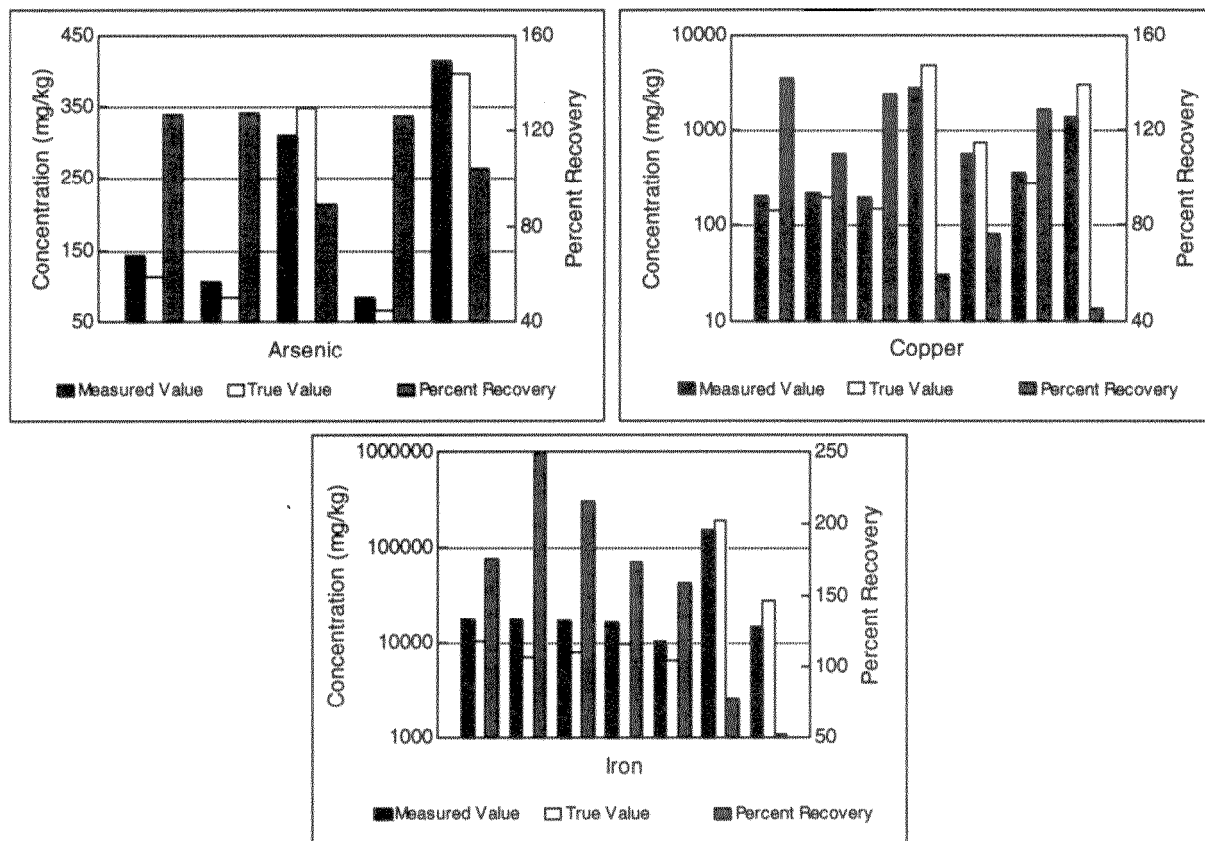 450
350
250
150
50
Concentration (mg/kg)
160
120
80
40
Percent Recovery
Arsenic
Measured Value True Value Percent Recovery
10000
1000
100
10
Concentration (mg/kg)
160
120
80
40
Percent Recovery
Copper
Measured Value True Value Percent Recovery
1000000
100000
10000
1000
Concentration (mg/kg)
250
200
150
100
50
Percent Recovery
Iron
Measured Value True Value Percent Recovery